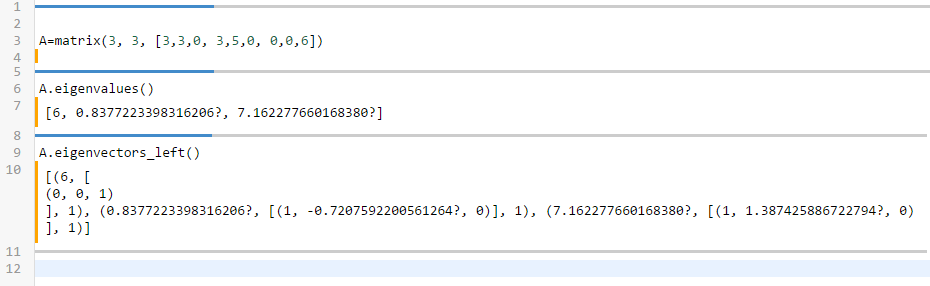 1
2
3 A=matrix(3, 3, [3,3,0, 3,5,0, 0,0,6])
4
5
6 A.eigenvalues()
7 [6, 0.8377223398316206?, 7.162277660168380?]
8
9 A.eigenvectors_left()
10 [(6, [
(0, 0, 1)
], 1), (0.8377223398316206?, [(1, -0.7207592200561264?, 0)], 1), (7.162277660168380?, [(1, 1.387425886722794?, 0)
], 1)]
11
12